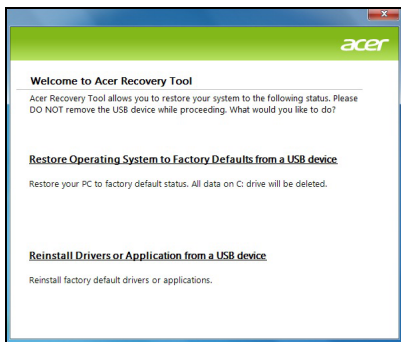 acer
Welcome to Acer Recovery Tool
Acer Recovery Tool allows you to restore your system to the following status. Please
DO NOT remove the USB device while proceeding. What would you like to do?
Restore Operating System to Factory Defaults from a USB device
Restore your PC to factory default status. All data on C: drive will be deleted.
Reinstall Drivers or Application from a USB device
Reinstall factory default drivers or applications.